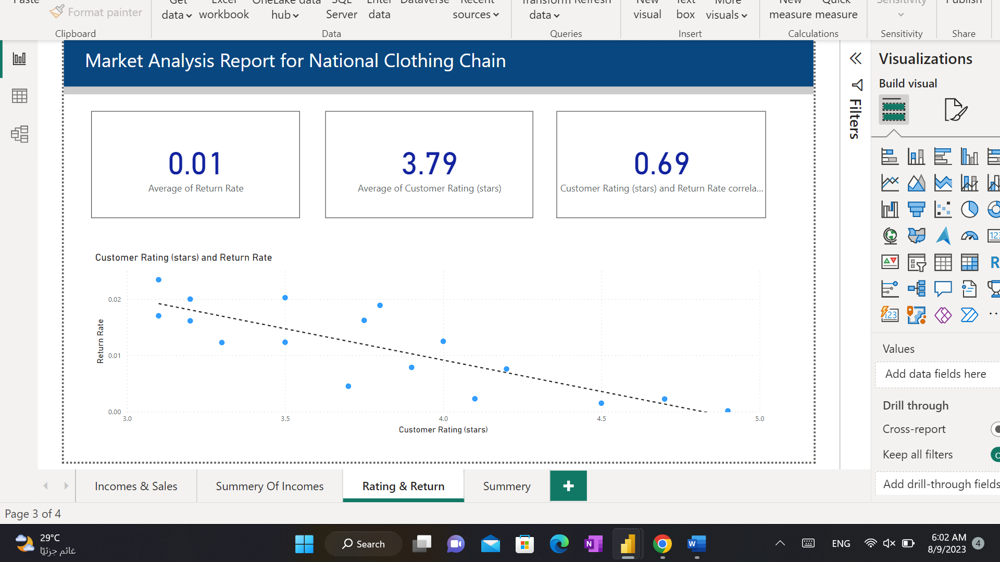 Paste
Format painter
Clipboard
Get data
Excel workbook
OneLake data hub
SQL Server
Enter data
Dataverse
Recent sources
Data
Transform data
Refresh
Queries
New visual
Text box
More visuals
Insert
New measure
Quick measure
Calculations
Sensitivity
Sensitivity
Publish
Share
Market Analysis Report for National Clothing Chain
0.01
Average of Return Rate
3.79
Average of Customer Rating (stars)
0.69
Customer Rating (stars) and Return Rate correla...
Customer Rating (stars) and Return Rate
Return Rate
0.02
0.01
0.00
3.0
3.5
4.0
4.5
5.0
Customer Rating (stars)
Filters
Visualizations
Build visual
123
R
123
Values
Add data fields here
Drill through
Cross-report
Keep all filters
Add drill-through fields
Incomes & Sales
Summery Of Incomes
Rating & Return
Summery
Page 3 of 4
29°C
غائم جزئيًا
Search
N
W
ENG
6:02 AM
8/9/2023
4